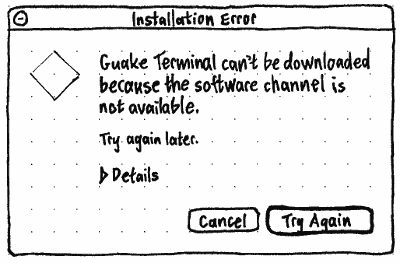 Installation Error
Guake Terminal can't be downloaded
because the software channel is
not available.
Try again later.
Details
Cancel
Try Again